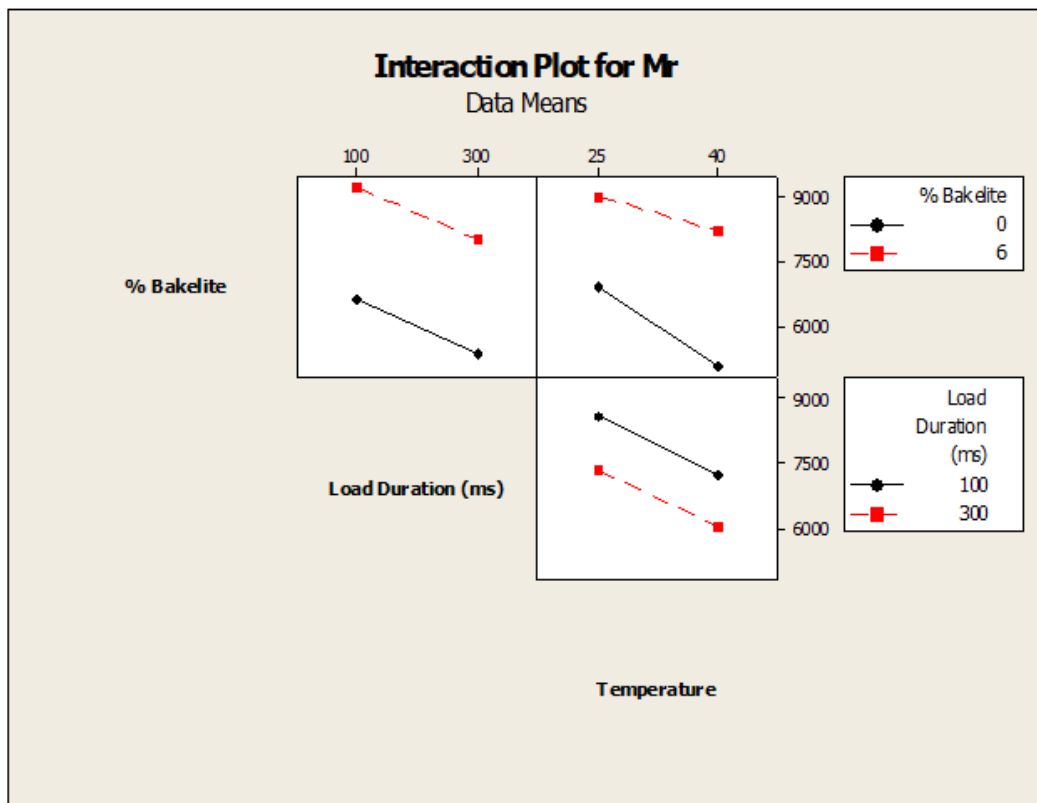 Interaction Plot for Mr
Data Means
100 300 25 40
% Bakelite
9000
7500
6000
% Bakelite
0
6
Load Duration (ms)
9000
7500
6000
Load
Duration
(ms)
100
300
Temperature